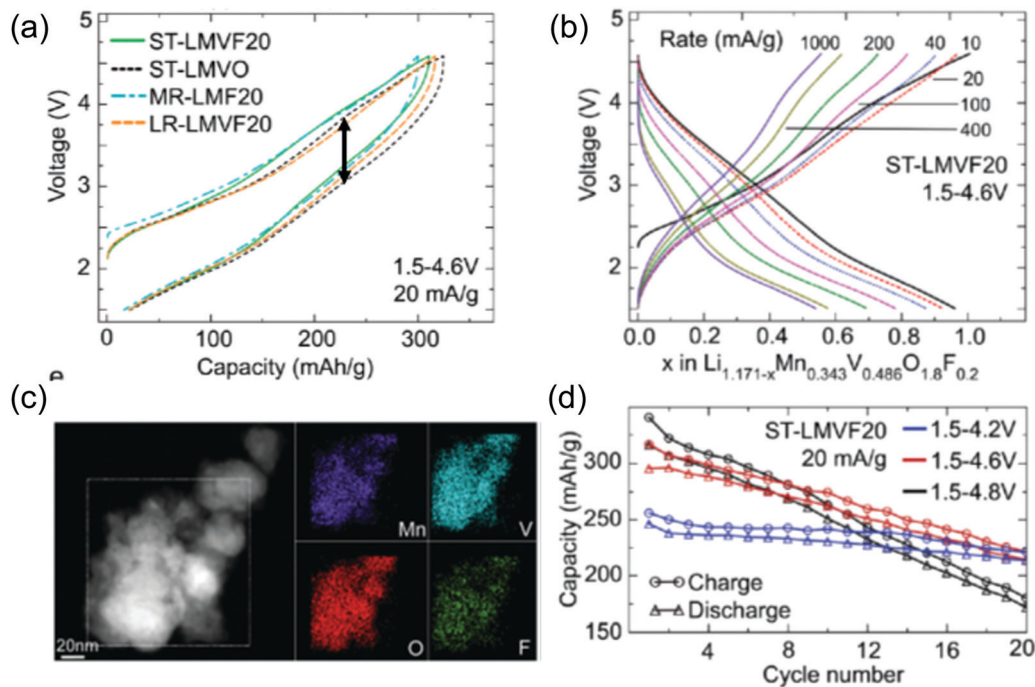 (a)
5
4
3
2
Voltage (V)
ST-LMVF20
ST-LMVO
MR-LMF20
LR-LMVF20
1.5-4.6V
20 mA/g
0 100 200 300
Capacity (mAh/g)
(b)
5
4
3
2
Voltage (V)
Rate (mA/g) 1000 200 40 10
20
100
400
ST-LMVF20
1.5-4.6V
0.0 0.2 0.4 0.6 0.8 1.0
x in Li1.171-xMn0.343V0.486O1.8F0.2
(c)
20nm
Mn
V
O
F
(d)
300
250
200
150
Capacity (mAh/g)
ST-LMVF20
20 mA/g
1.5-4.2V
1.5-4.6V
1.5-4.8V
Charge
Discharge
4 8 12 16 20
Cycle number